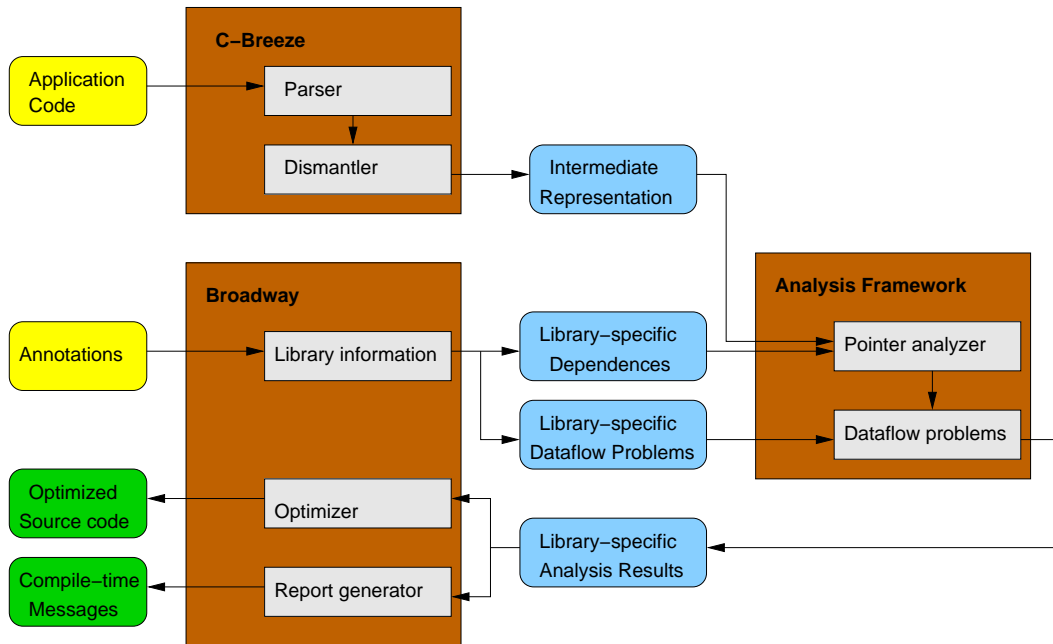 C−Breeze
Application
Code
Parser
Dismantler
Intermediate
Representation
Broadway
Analysis Framework
Annotations
Library information
Library−specific
Dependences
Pointer analyzer
Library−specific
Dataflow Problems
Dataflow problems
Optimized
Source code
Optimizer
Library−specific
Analysis Results
Compile−time
Messages
Report generator